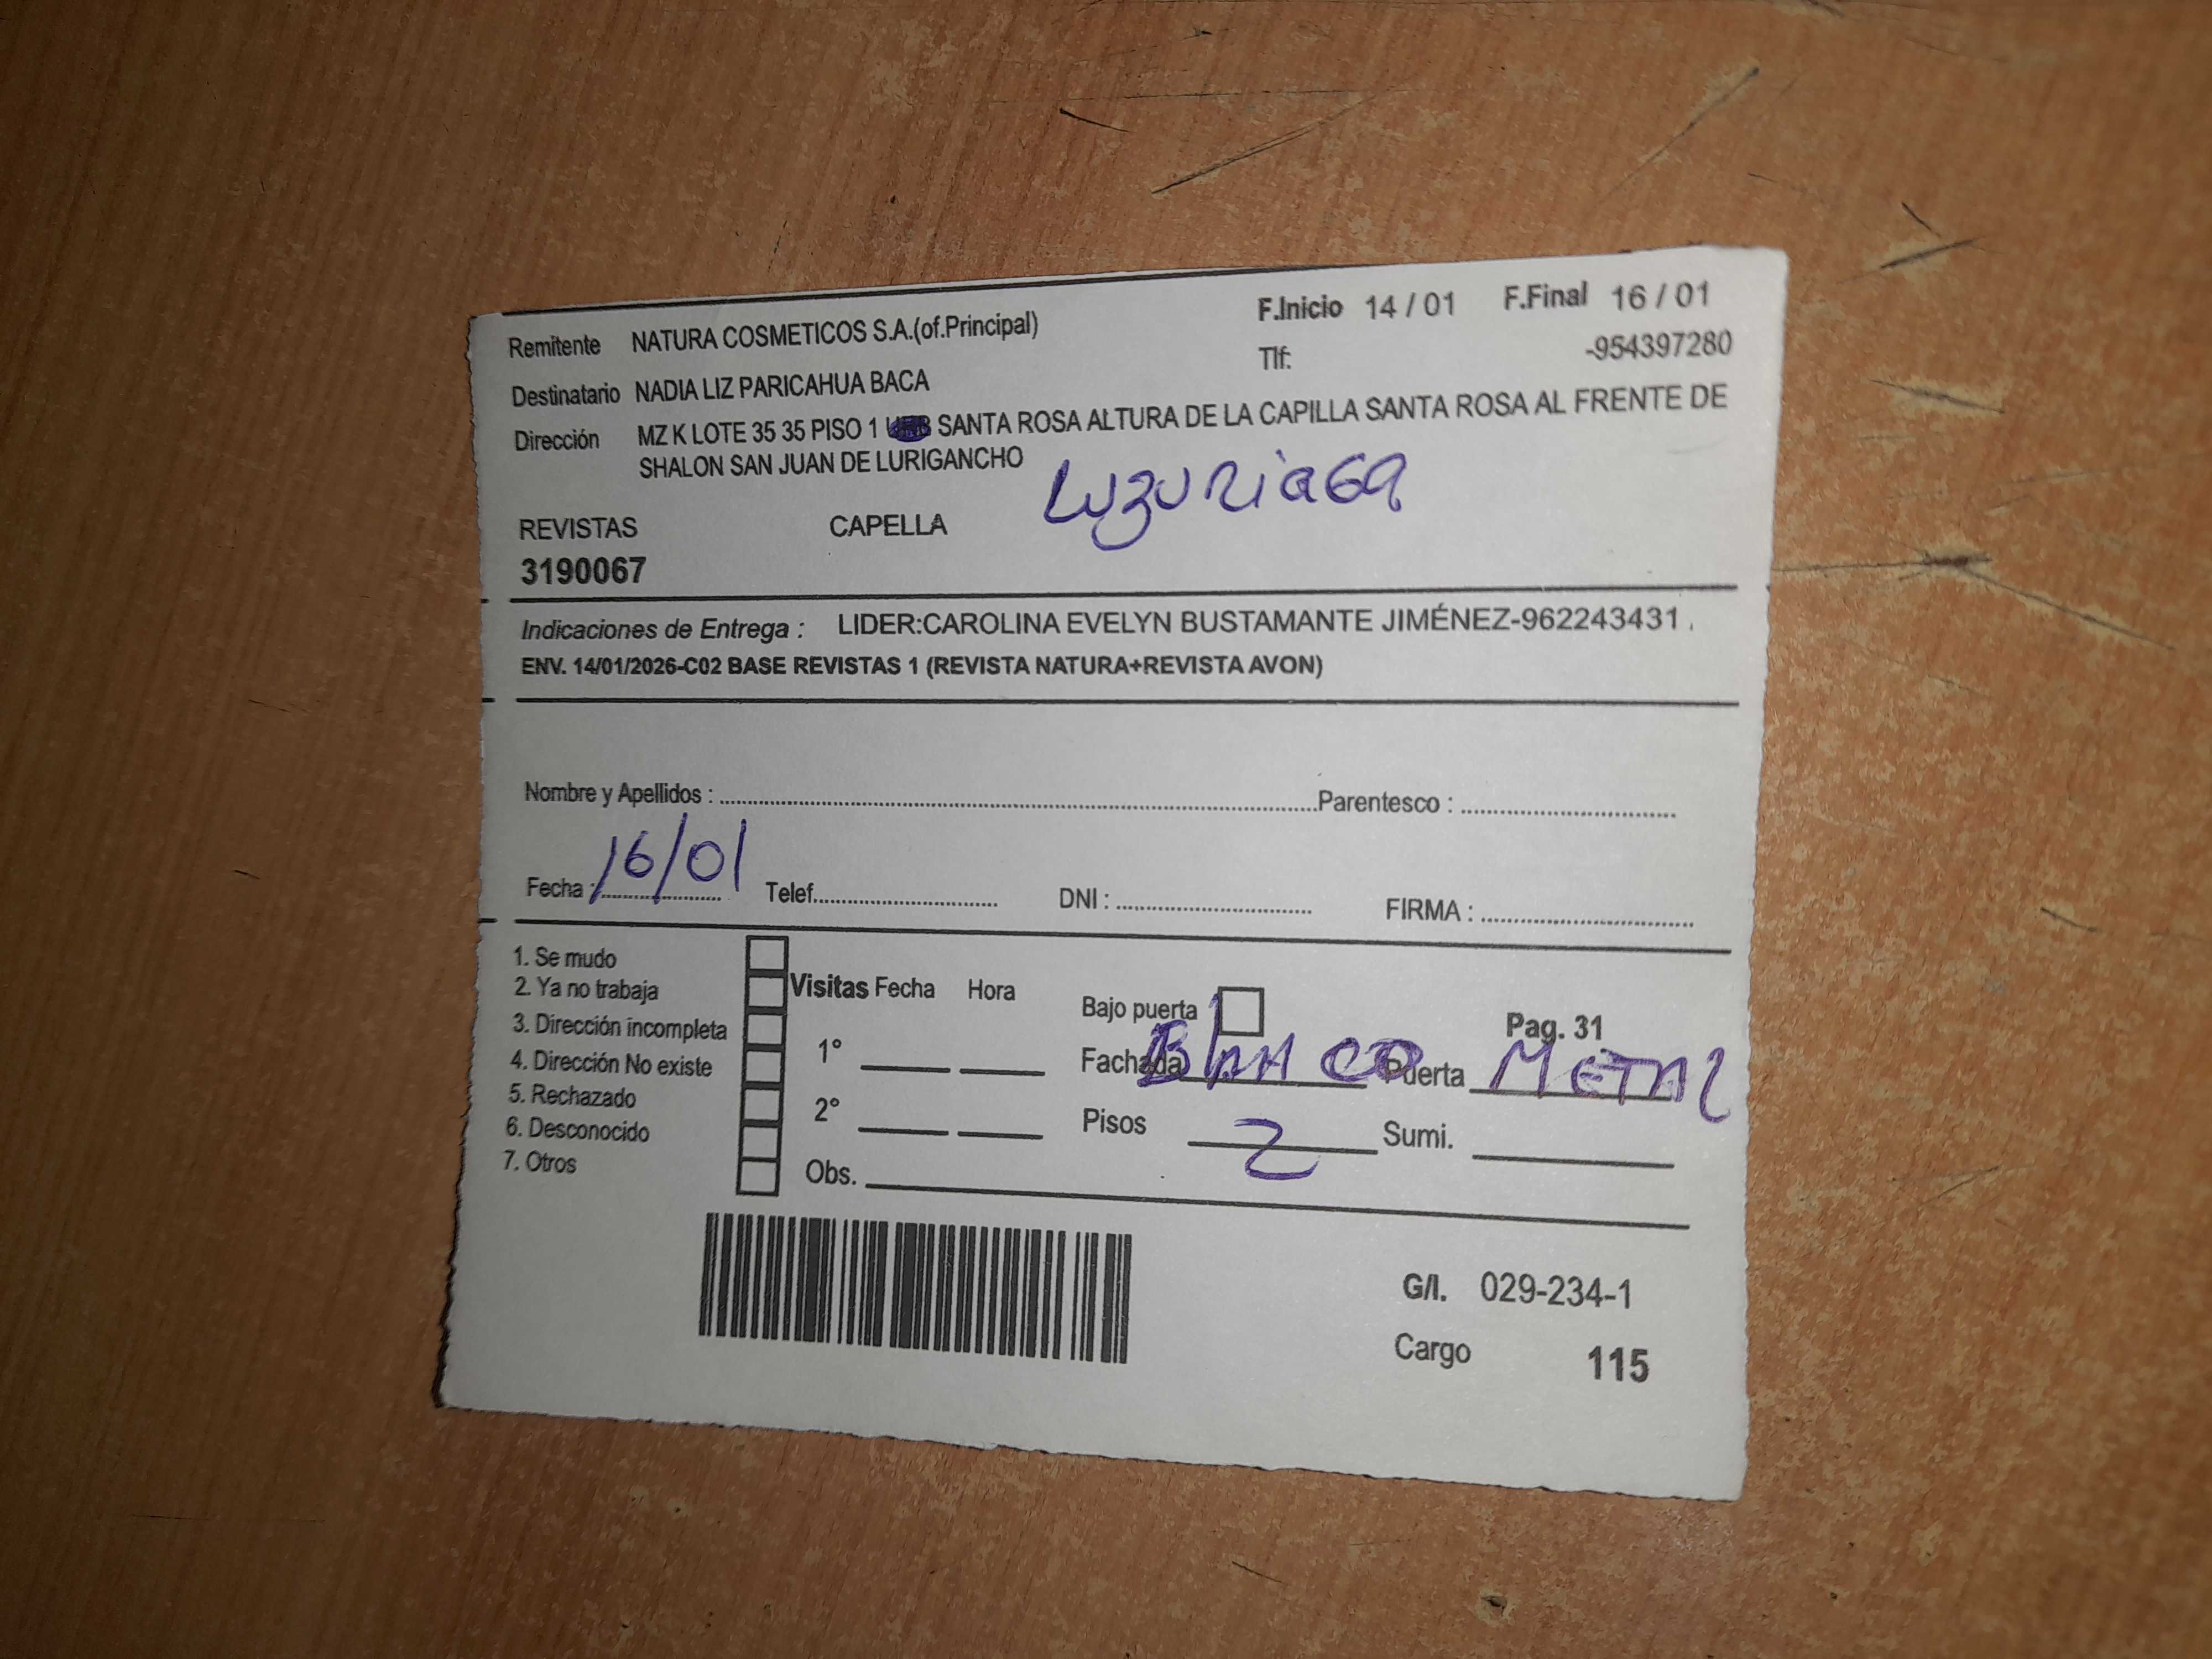 Remitente NATURA COSMETICOS S.A.(of.Principal) F.Inicio 14 / 01 F.Final 16 / 01
Tlf: -954397280
Destinatario NADIA LIZ PARICAHUA BACA
Dirección MZ K LOTE 35 35 PISO 1 SANTA ROSA ALTURA DE LA CAPILLA SANTA ROSA AL FRENTE DE
SHALON SAN JUAN DE LURIGANCHO
Luzuriaga
REVISTAS CAPELLA
3190067
Indicaciones de Entrega : LIDER:CAROLINA EVELYN BUSTAMANTE JIMÉNEZ-962243431 .
ENV. 14/01/2026-C02 BASE REVISTAS 1 (REVISTA NATURA+REVISTA AVON)
Nombre y Apellidos : Parentesco :
Fecha : 16/01 Telef. DNI : FIRMA :
1. Se mudo
2. Ya no trabaja
3. Dirección incompleta
4. Dirección No existe
5. Rechazado
6. Desconocido
7. Otros
Visitas Fecha Hora
1°
2°
Obs.
Bajo puerta Pag. 31
Fachada BlANCO Puerta METAL
Pisos 2 Sumi.
G/I. 029-234-1
Cargo 115